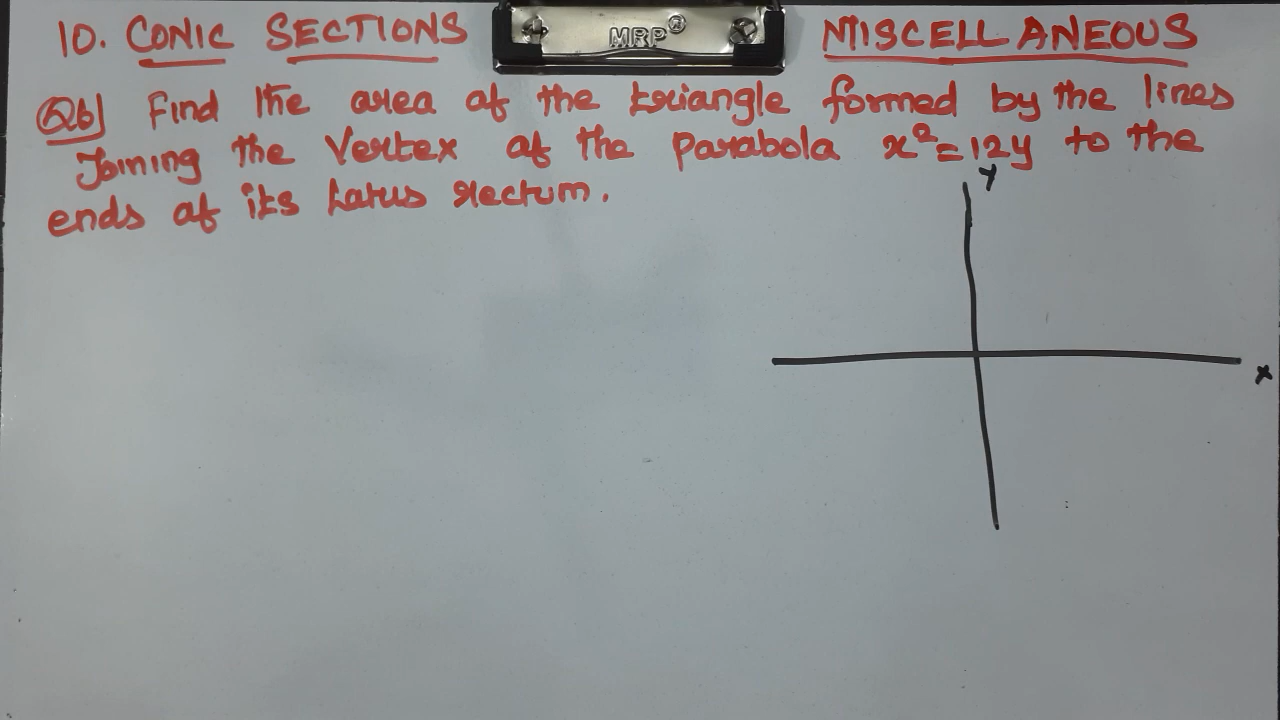 10. CONIC SECTIONS MRP® MISCELLANEOUS
Q6) Find the area of the triangle formed by the lines
Joining the Vertex of the parabola x²=12y to the
ends of its Latus rectum.
Y
x